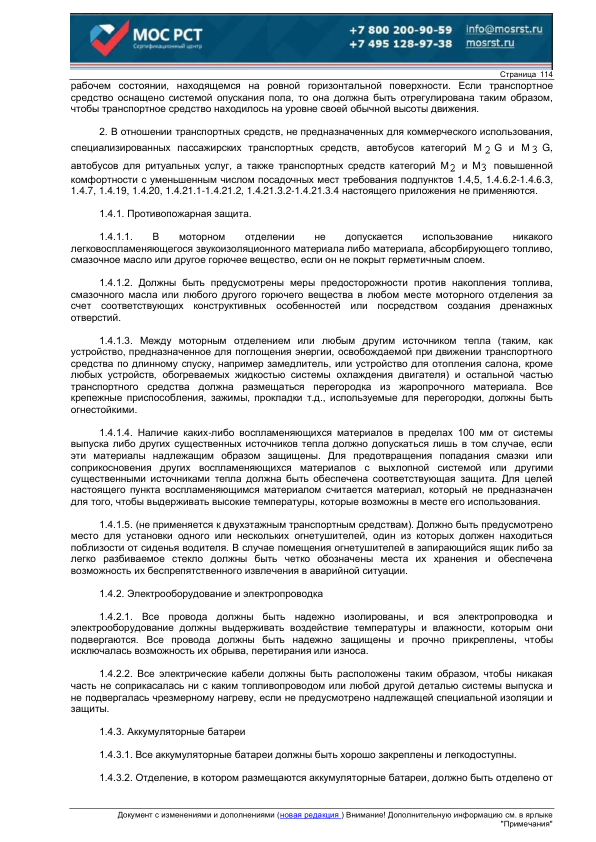 МОС РСТ
Сертификационный центр
+7 800 200-90-59
info@mosrst.ru
+7 495 128-97-38
mosrst.ru
Страница 114
рабочем состоянии, находящемся на ровной горизонтальной поверхности. Если транспортное
средство оснащено системой опускания пола, то она должна быть отрегулирована таким образом,
чтобы транспортное средство находилось на уровне своей обычной высоты движения.
2. В отношении транспортных средств, не предназначенных для коммерческого использования,
специализированных пассажирских транспортных средств, автобусов категорий M 2 G и M 3 G,
автобусов для ритуальных услуг, а также транспортных средств категорий M2 и M3 повышенной
комфортности с уменьшенным числом посадочных мест требования подпунктов 1.4,5, 1.4.6.2-1.4.6.3,
1.4.7, 1.4.19, 1.4.20, 1.4.21.1-1.4.21.2, 1.4.21.3.2-1.4.21.3.4 настоящего приложения не применяются.
1.4.1. Противопожарная защита.
1.4.1.1. В моторном отделении не допускается использование никакого
легковоспламеняющегося звукоизоляционного материала либо материала, абсорбирующего топливо,
смазочное масло или другое горючее вещество, если он не покрыт герметичным слоем.
1.4.1.2. Должны быть предусмотрены меры предосторожности против накопления топлива,
смазочного масла или любого другого горючего вещества в любом месте моторного отделения за
счет соответствующих конструктивных особенностей или посредством создания дренажных
отверстий.
1.4.1.3. Между моторным отделением или любым другим источником тепла (таким, как
устройство, предназначенное для поглощения энергии, освобождаемой при движении транспортного
средства по длинному спуску, например замедлитель, или устройство для отопления салона, кроме
любых устройств, обогреваемых жидкостью системы охлаждения двигателя) и остальной частью
транспортного средства должна размещаться перегородка из жаропрочного материала. Все
крепежные приспособления, зажимы, прокладки т.д., используемые для перегородки, должны быть
огнестойкими.
1.4.1.4. Наличие каких-либо воспламеняющихся материалов в пределах 100 мм от системы
выпуска либо других существенных источников тепла должно допускаться лишь в том случае, если
эти материалы надлежащим образом защищены. Для предотвращения попадания смазки или
соприкосновения других воспламеняющихся материалов с выхлопной системой или другими
существенными источниками тепла должна быть обеспечена соответствующая защита. Для целей
настоящего пункта воспламеняющимся материалом считается материал, который не предназначен
для того, чтобы выдерживать высокие температуры, которые возможны в месте его использования.
1.4.1.5. (не применяется к двухэтажным транспортным средствам). Должно быть предусмотрено
место для установки одного или нескольких огнетушителей, один из которых должен находиться
поблизости от сиденья водителя. В случае помещения огнетушителей в запирающийся ящик либо за
легко разбиваемое стекло должны быть четко обозначены места их хранения и обеспечена
возможность их беспрепятственного извлечения в аварийной ситуации.
1.4.2. Электрооборудование и электропроводка
1.4.2.1. Все провода должны быть надежно изолированы, и вся электропроводка и
электрооборудование должны выдерживать воздействие температуры и влажности, которым они
подвергаются. Все провода должны быть надежно защищены и прочно прикреплены, чтобы
исключалась возможность их обрыва, перетирания или износа.
1.4.2.2. Все электрические кабели должны быть расположены таким образом, чтобы никакая
часть не соприкасалась ни с каким топливопроводом или любой другой деталью системы выпуска и
не подвергалась чрезмерному нагреву, если не предусмотрено надлежащей специальной изоляции и
защиты.
1.4.3. Аккумуляторные батареи
1.4.3.1. Все аккумуляторные батареи должны быть хорошо закреплены и легкодоступны.
1.4.3.2. Отделение, в котором размещаются аккумуляторные батареи, должно быть отделено от
Документ с изменениями и дополнениями (новая редакция ) Внимание! Дополнительную информацию см. в ярлыке
"Примечания"